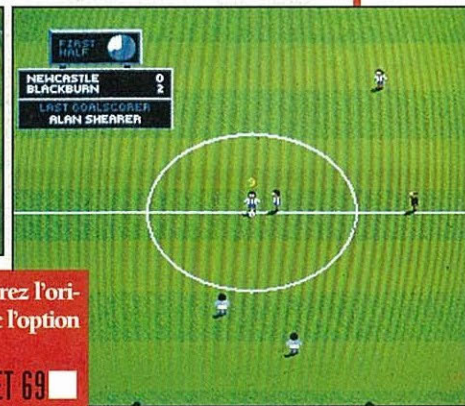 FIRST
HALF
NEWCASTLE 0
BLACKBURN 2
LAST GOALSCORER
ALAN SHEARER
rez l'ori-
l'option
ET 69